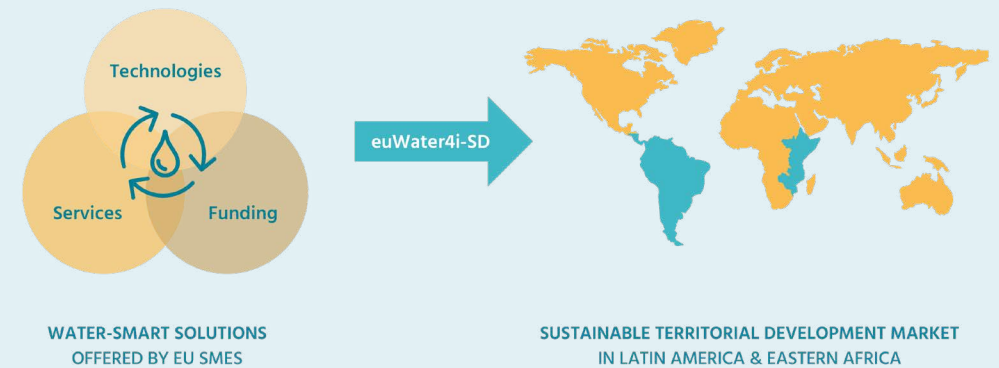 Technologies
Services
Funding
euWater4i-SD
WATER-SMART SOLUTIONS
OFFERED BY EU SMES
SUSTAINABLE TERRITORIAL DEVELOPMENT MARKET
IN LATIN AMERICA & EASTERN AFRICA